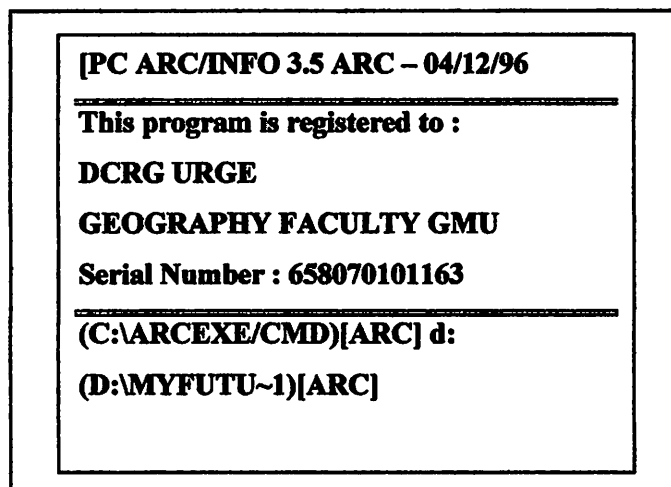 [PC ARC/INFO 3.5 ARC – 04/12/96
This program is registered to :
DCRG URGE
GEOGRAPHY FACULTY GMU
Serial Number : 658070101163
(C:\ARCEXE/CMD)[ARC] d:
(D:\MYFUTU~1)[ARC]